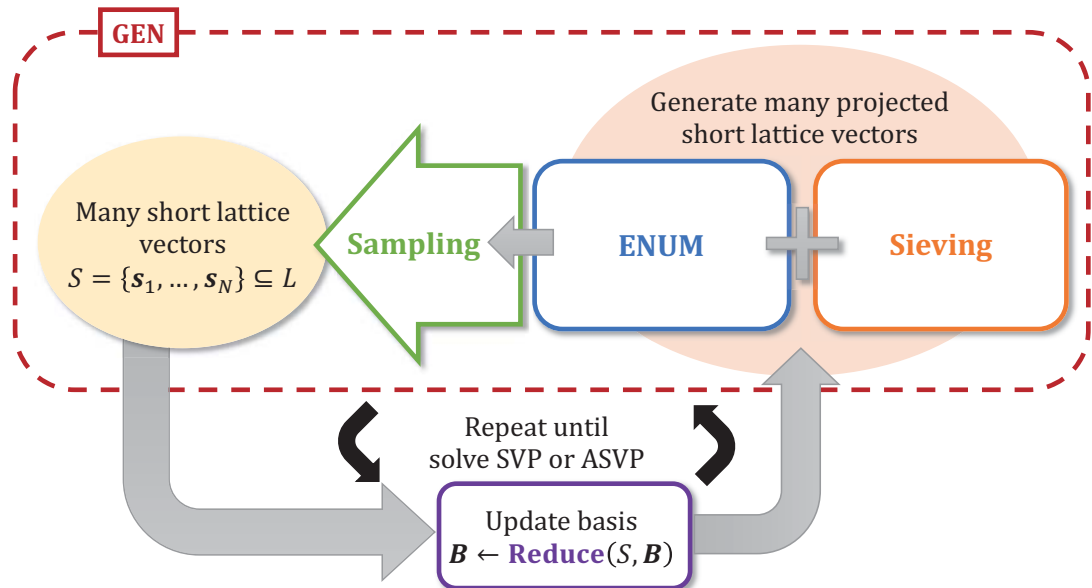 GEN
Generate many projected
short lattice vectors
Many short lattice
vectors
S = {s₁, …, s_N} ⊆ L
Sampling
ENUM
+
Sieving
Repeat until
solve SVP or ASVP
Update basis
B ← Reduce(S, B)